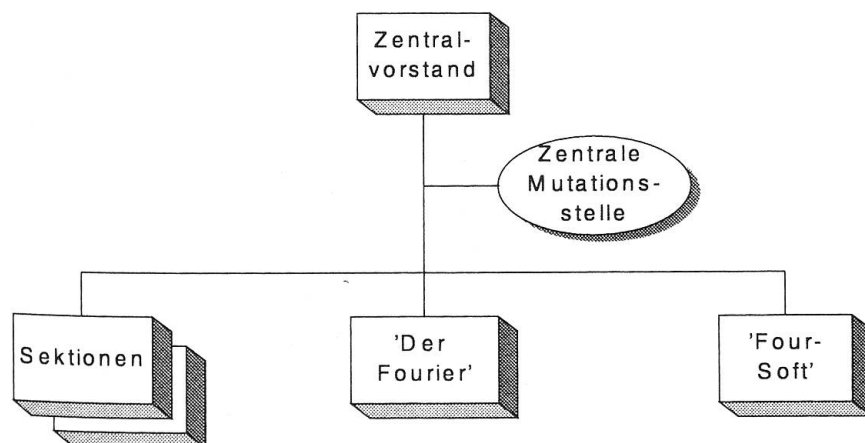 Zentral-
vorstand
Zentrale
Mutations-
stelle
Sektionen
'Der
Fourier'
'Four-
Soft'